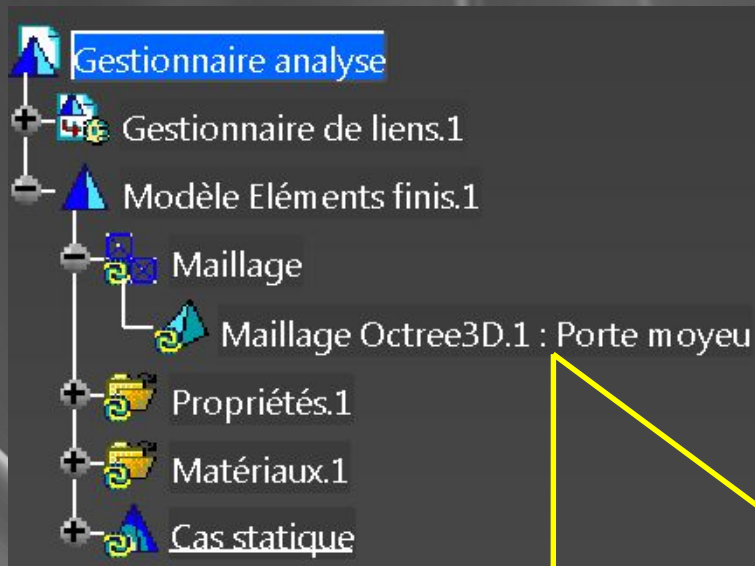 Gestionnaire analyse
Gestionnaire de liens.1
Modèle Eléments finis.1
Maillage
Maillage Octree3D.1 : Porte moyeu
Propriétés.1
Matériaux.1
Cas statique